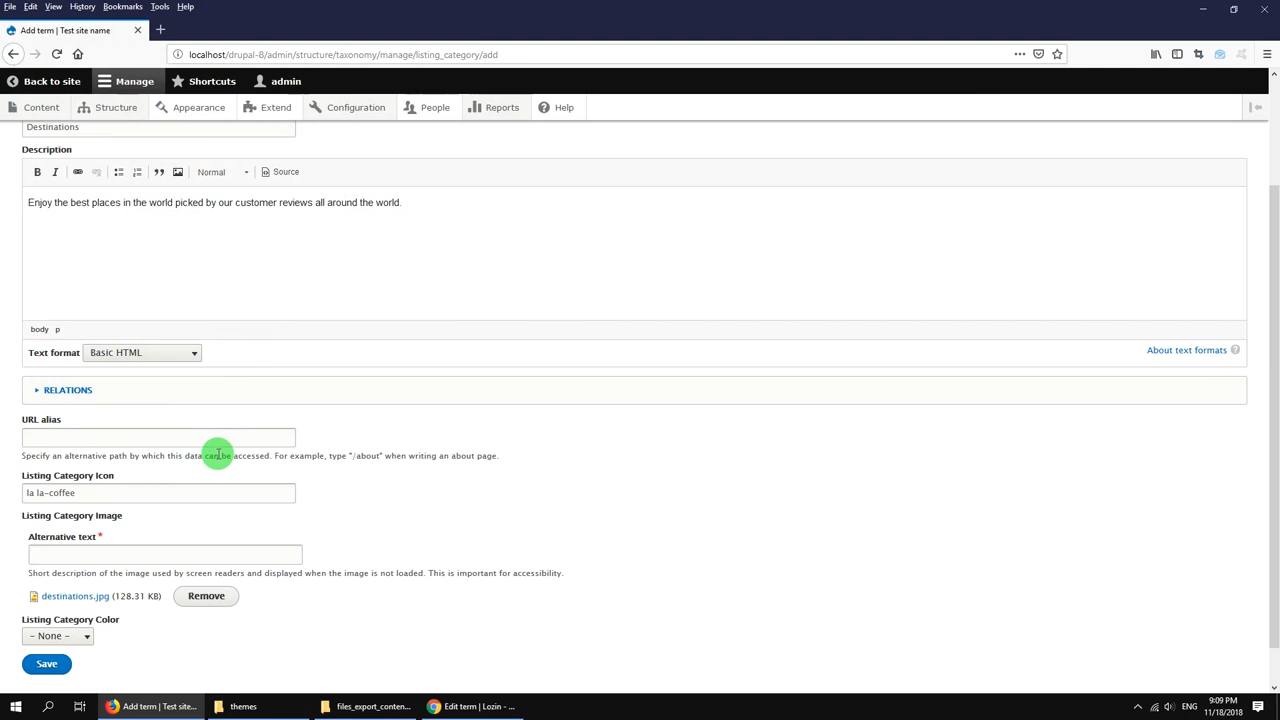 File Edit View History Bookmarks Tools Help
Add term | Test site name
localhost/drupal-8/admin/structure/taxonomy/manage/listing_category/add
Back to site Manage Shortcuts admin
Content Structure Appearance Extend Configuration People Reports Help
Destinations
Description
B I Normal Source
Enjoy the best places in the world picked by our customer reviews all around the world.
body p
Text format Basic HTML About text formats ?
RELATIONS
URL alias
Specify an alternative path by which this data can be accessed. For example, type "/about" when writing an about page.
Listing Category Icon
la la-coffee
Listing Category Image
Alternative text *
Short description of the image used by screen readers and displayed when the image is not loaded. This is important for accessibility.
destinations.jpg (128.31 KB) Remove
Listing Category Color
- None -
Save
Add term | Test site... themes files_export_conten... Edit term | Lozin - ... ENG 9:09 PM
11/18/2018